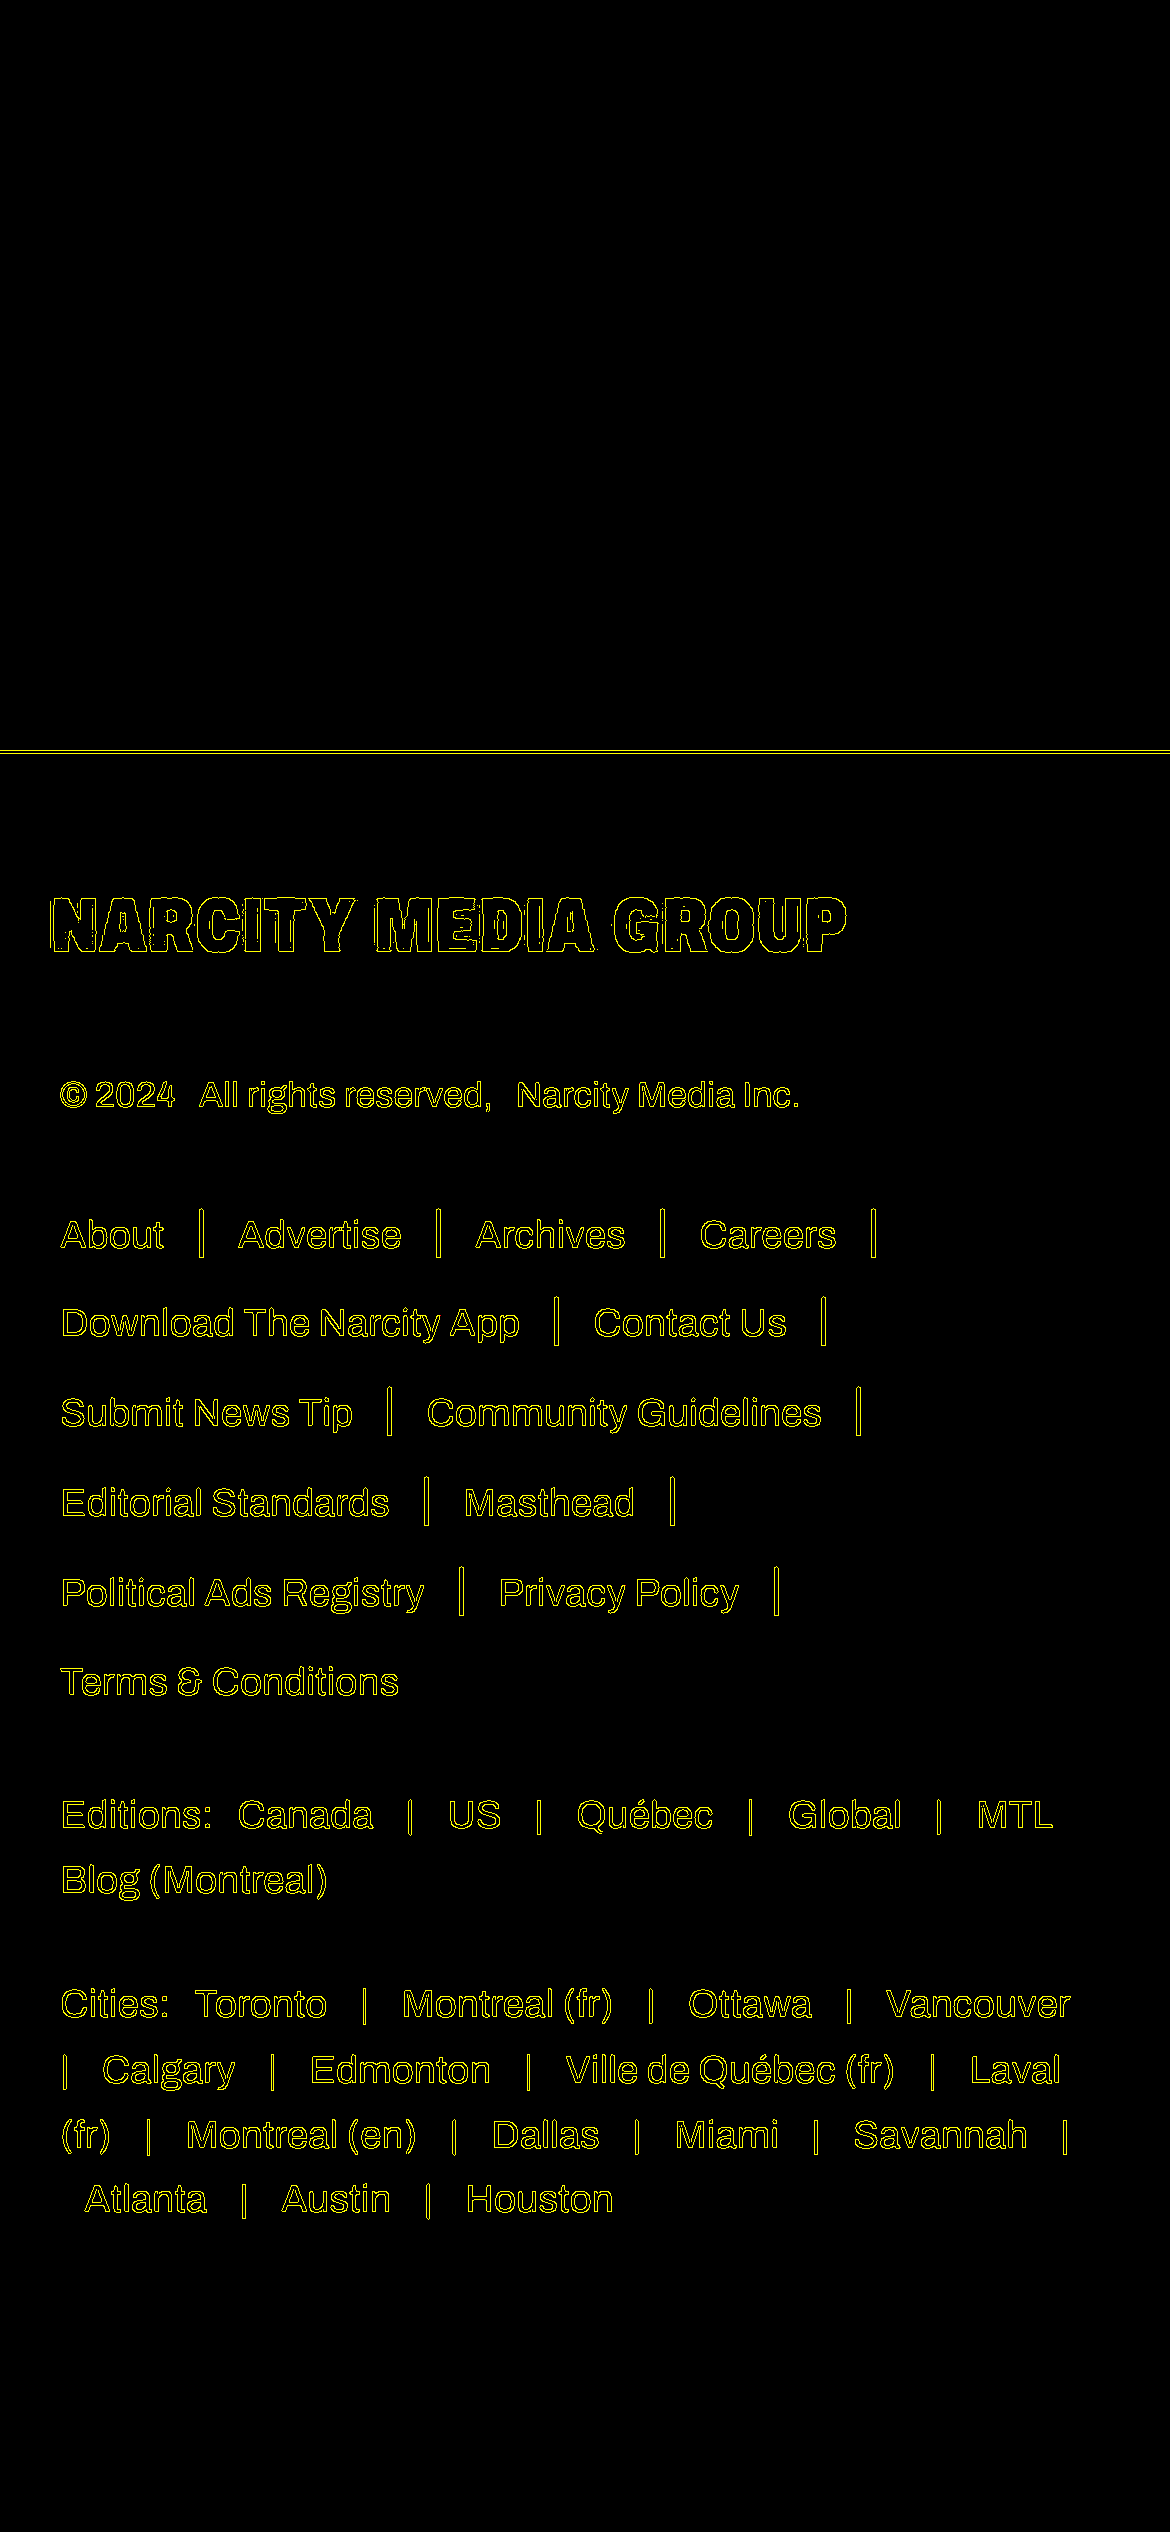 NARCITY MEDIA GROUP
© 2024 All rights reserved, Narcity Media Inc.
About | Advertise | Archives | Careers |
Download The Narcity App | Contact Us |
Submit News Tip | Community Guidelines |
Editorial Standards | Masthead |
Political Ads Registry | Privacy Policy |
Terms & Conditions
Editions: Canada | US | Québec | Global | MTL
Blog (Montreal)
Cities: Toronto | Montreal (fr) | Ottawa | Vancouver
| Calgary | Edmonton | Ville de Québec (fr) | Laval
(fr) | Montreal (en) | Dallas | Miami | Savannah |
Atlanta | Austin | Houston